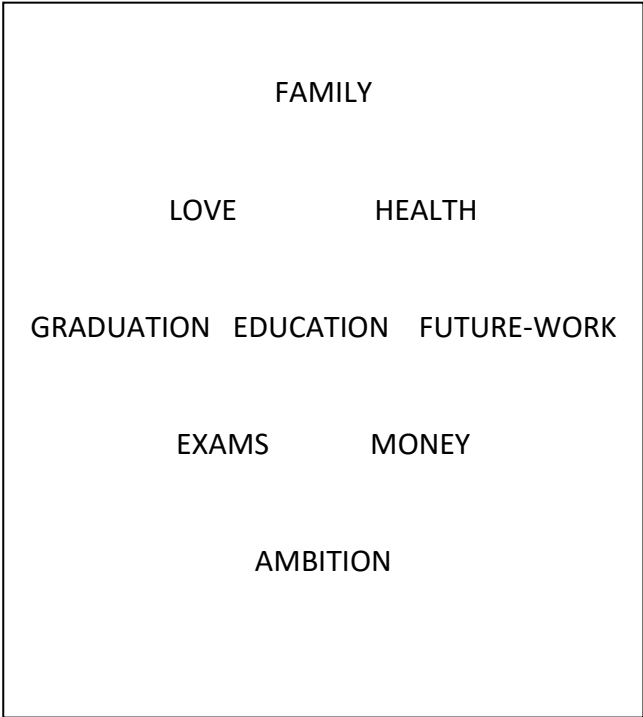 FAMILY
LOVE HEALTH
GRADUATION EDUCATION FUTURE-WORK
EXAMS MONEY
AMBITION